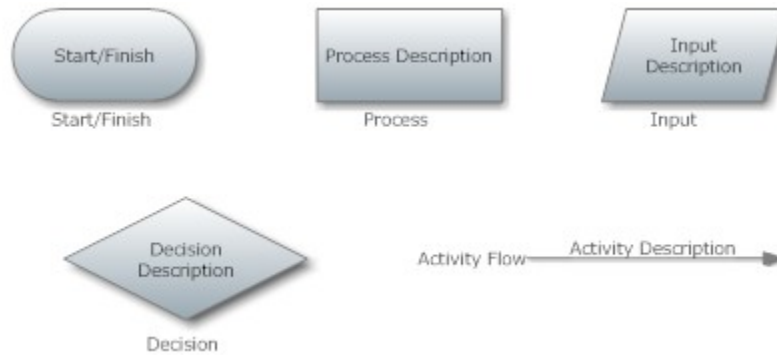 Start/Finish
Process Description
Input
Description
Start/Finish
Process
Input
Decision
Description
Activity Flow
Activity Description
Decision